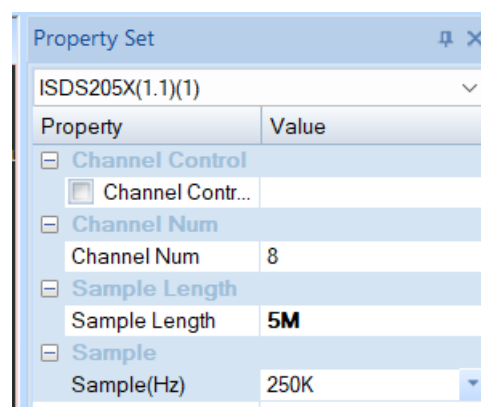 Property Set
ISDS205X(1.1)(1)
Property Value
Channel Control
Channel Contr...
Channel Num
Channel Num 8
Sample Length
Sample Length 5M
Sample
Sample(Hz) 250K